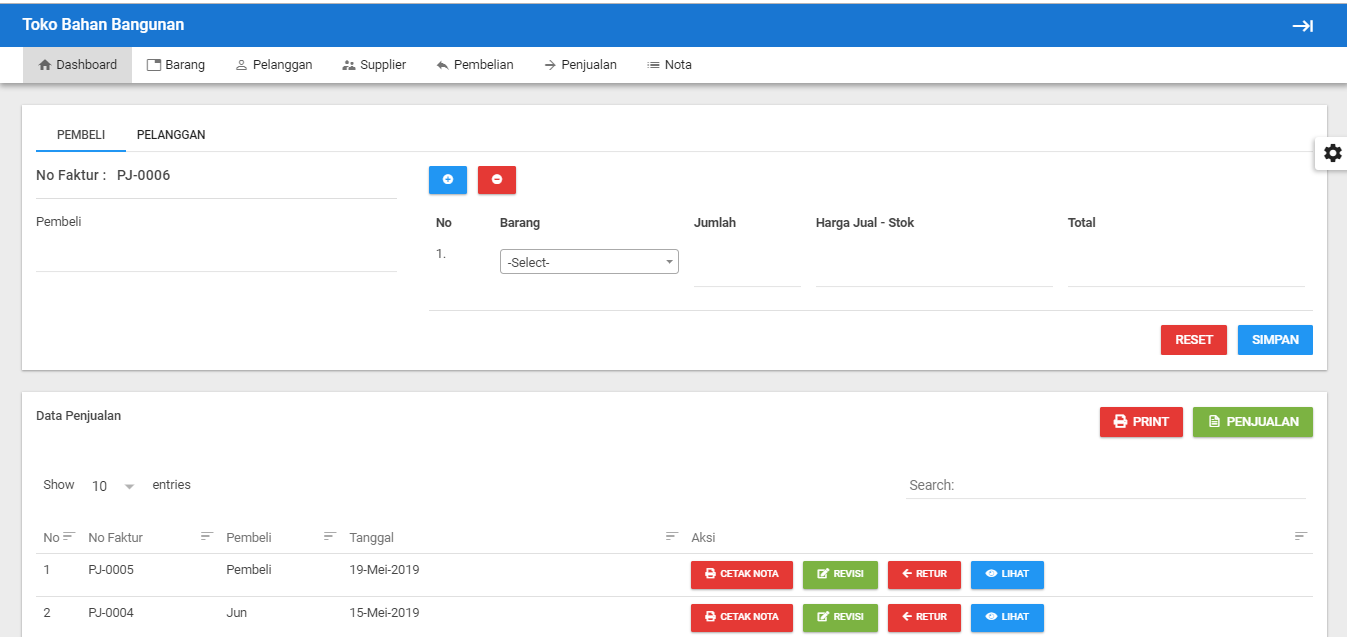 Toko Bahan Bangunan
Dashboard Barang Pelanggan Supplier Pembelian Penjualan Nota
PEMBELI PELANGGAN
No Faktur : PJ-0006
Pembeli
No Barang Jumlah Harga Jual - Stok Total
1. -Select-
RESET SIMPAN
Data Penjualan
PRINT PENJUALAN
Show 10 entries Search:
No No Faktur Pembeli Tanggal Aksi
1 PJ-0005 Pembeli 19-Mei-2019 CETAK NOTA REVISI RETUR LIHAT
2 PJ-0004 Jun 15-Mei-2019 CETAK NOTA REVISI RETUR LIHAT